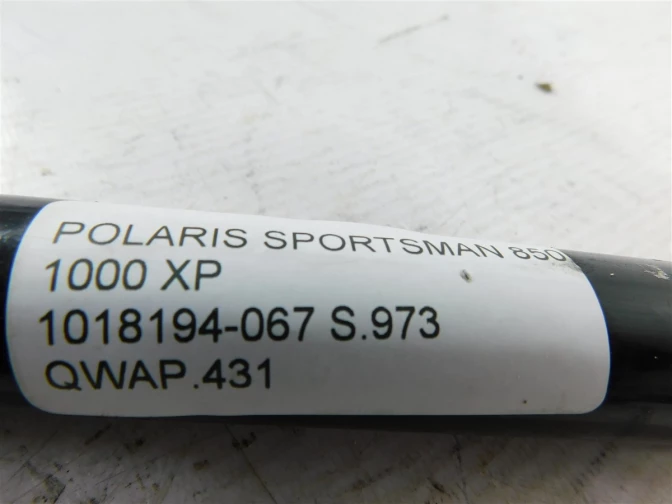 POLARIS SPORTSMAN 850
1000 XP
1018194-067 S.973
QWAP.431